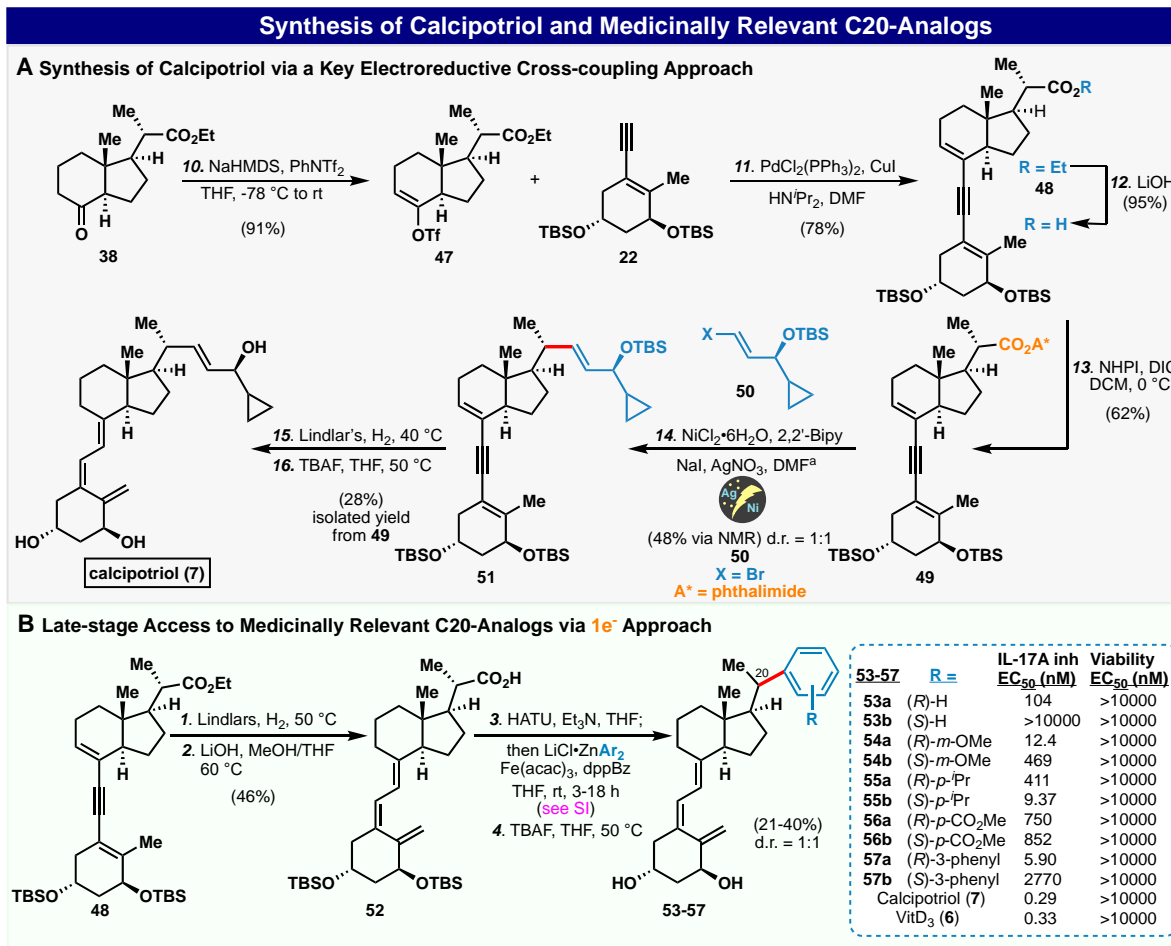 Synthesis of Calcipotriol and Medicinally Relevant C20-Analogs
A Synthesis of Calcipotriol via a Key Electroreductive Cross-coupling Approach
Me
CO2Et
Me
H
H
O
38
10. NaHMDS, PhNTf2
THF, -78 °C to rt
(91%)
Me
CO2Et
Me
H
H
OTf
47
+
Me
TBSO
OTBS
22
11. PdCl2(PPh3)2, CuI
HNiPr2, DMF
(78%)
Me
CO2R
Me
H
H
R = Et
48
12. LiOH
(95%)
R = H
Me
TBSO
OTBS
Me
OH
Me
H
H
HO
OH
calcipotriol (7)
15. Lindlar's, H2, 40 °C
16. TBAF, THF, 50 °C
(28%)
isolated yield
from 49
Me
OTBS
Me
H
H
Me
TBSO
OTBS
51
X
OTBS
50
14. NiCl2•6H2O, 2,2'-Bipy
NaI, AgNO3, DMFa
Ag
Ni
(48% via NMR) d.r. = 1:1
50
X = Br
A* = phthalimide
Me
CO2A*
Me
H
H
Me
TBSO
OTBS
49
13. NHPI, DIC
DCM, 0 °C
(62%)
B Late-stage Access to Medicinally Relevant C20-Analogs via 1e- Approach
Me
CO2Et
Me
H
H
Me
TBSO
OTBS
48
1. Lindlars, H2, 50 °C
2. LiOH, MeOH/THF
60 °C
(46%)
Me
CO2H
Me
H
H
TBSO
OTBS
52
3. HATU, Et3N, THF;
then LiCl•ZnAr2
Fe(acac)3, dppBz
THF, rt, 3-18 h
(see SI)
4. TBAF, THF, 50 °C
Me
20
R
Me
H
H
HO
OH
53-57
(21-40%)
d.r. = 1:1
53-57 R = IL-17A inh EC50 (nM) Viability EC50 (nM)
53a (R)-H 104 >10000
53b (S)-H >10000 >10000
54a (R)-m-OMe 12.4 >10000
54b (S)-m-OMe 469 >10000
55a (R)-p-iPr 411 >10000
55b (S)-p-iPr 9.37 >10000
56a (R)-p-CO2Me 750 >10000
56b (S)-p-CO2Me 852 >10000
57a (R)-3-phenyl 5.90 >10000
57b (S)-3-phenyl 2770 >10000
Calcipotriol (7) 0.29 >10000
VitD3 (6) 0.33 >10000